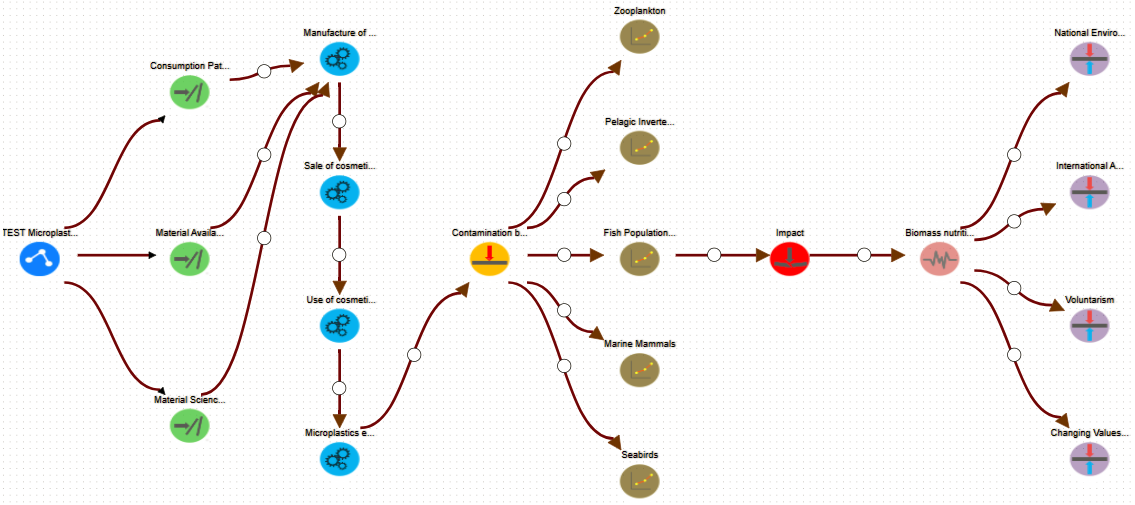 Zooplankton
Manufacture of ...
National Enviro...
Consumption Pat...
Pelagic Inverte...
Sale of cosmeti...
International A...
TEST Microplast...
Material Availa...
Contamination b...
Fish Population...
Impact
Biomass nutriti...
Use of cosmeti...
Voluntarism
Marine Mammals
Material Scienc...
Microplastics e...
Changing Values...
Seabirds